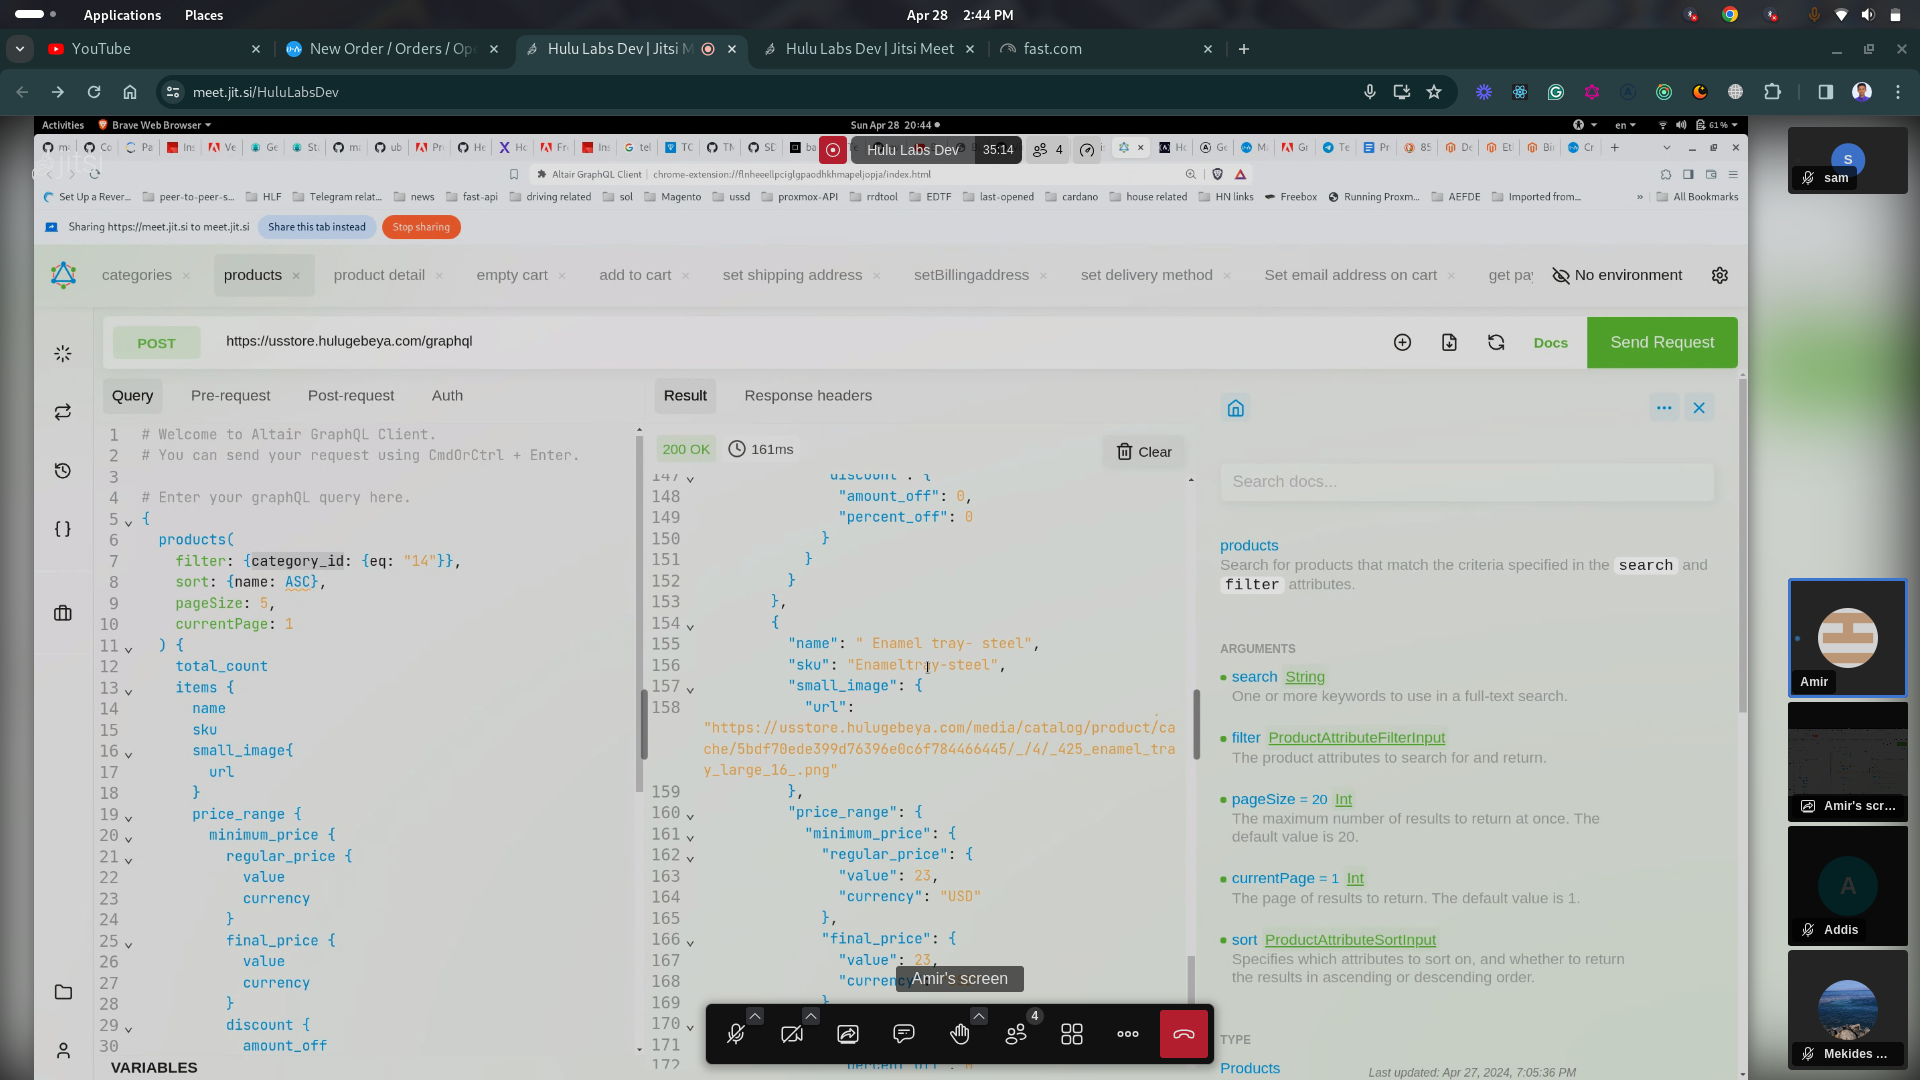 Applications Places Apr 28 2:44 PM
YouTube
New Order / Orders / Ope
Hulu Labs Dev | Jitsi M
Hulu Labs Dev | Jitsi Meet
fast.com
meet.jit.si/HuluLabsDev
Activities Brave Web Browser Sun Apr 28 20:44 en 61 %
Hulu Labs Dev 35:14 4
Altair GraphQL Client chrome-extension://flnheeellpciglgpaodhkhmapeljopja/index.html
Set Up a Rever... peer-to-peer-s... HLF Telegram relat... news fast-api driving related sol Magento ussd proxmox-API rrdtool EDTF last-opened cardano house related HN links Freebox Running Proxm... AEFDE Imported from... » All Bookmarks
Sharing https://meet.jit.si to meet.jit.si Share this tab instead Stop sharing
categories products product detail empty cart add to cart set shipping address setBillingaddress set delivery method Set email address on cart get pay No environment
POST https://usstore.hulugebeya.com/graphql Docs Send Request
Query Pre-request Post-request Auth
1 # Welcome to Altair GraphQL Client.
2 # You can send your request using CmdOrCtrl + Enter.
3
4 # Enter your graphQL query here.
5 {
6 products(
7 filter: {category_id: {eq: "14"}},
8 sort: {name: ASC},
9 pageSize: 5,
10 currentPage: 1
11 ) {
12 total_count
13 items {
14 name
15 sku
16 small_image{
17 url
18 }
19 price_range {
20 minimum_price {
21 regular_price {
22 value
23 currency
24 }
25 final_price {
26 value
27 currency
28 }
29 discount {
30 amount_off
VARIABLES
Result Response headers
200 OK 161ms Clear
147 discount": {
148 "amount_off": 0,
149 "percent_off": 0
150 }
151 }
152 }
153 },
154 {
155 "name": " Enamel tray- steel",
156 "sku": "Enameltray-steel",
157 "small_image": {
158 "url":
"https://usstore.hulugebeya.com/media/catalog/product/ca
che/5bdf70ede399d76396e0c6f784466445/_/4/_425_enamel_tra
y_large_16_.png"
159 },
160 "price_range": {
161 "minimum_price": {
162 "regular_price": {
163 "value": 23,
164 "currency": "USD"
165 },
166 "final_price": {
167 "value": 23,
168 "currenc
169 }
170
171
172 "percent_off": 0
Amir's screen
4
Search docs...
products
Search for products that match the criteria specified in the search and
filter attributes.
ARGUMENTS
search String
One or more keywords to use in a full-text search.
filter ProductAttributeFilterInput
The product attributes to search for and return.
pageSize = 20 Int
The maximum number of results to return at once. The
default value is 20.
currentPage = 1 Int
The page of results to return. The default value is 1.
sort ProductAttributeSortInput
Specifies which attributes to sort on, and whether to return
the results in ascending or descending order.
TYPE
Products
Last updated: Apr 27, 2024, 7:05:36 PM
S
sam
Amir
Amir's scr...
A
Addis
Mekides ...